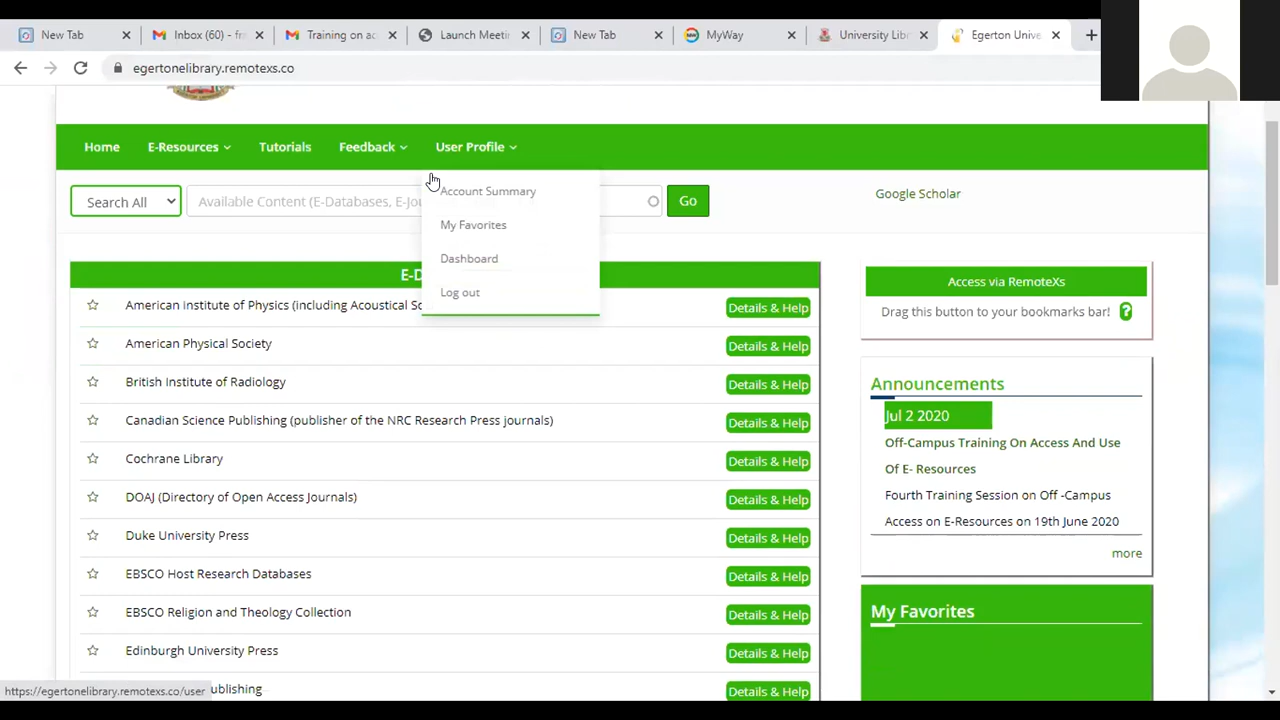 New Tab
Inbox (60) - fr
Training on ac
Launch Meeti
New Tab
MyWay
University Lib
Egerton Unive
egertonelibrary.remotexs.co
Home
E-Resources
Tutorials
Feedback
User Profile
Search All
Available Content (E-Databases, E-Jou
Go
Google Scholar
Account Summary
My Favorites
Dashboard
Log out
E-D
American Institute of Physics (including Acoustical So
Details & Help
American Physical Society
Details & Help
British Institute of Radiology
Details & Help
Canadian Science Publishing (publisher of the NRC Research Press journals)
Details & Help
Cochrane Library
Details & Help
DOAJ (Directory of Open Access Journals)
Details & Help
Duke University Press
Details & Help
EBSCO Host Research Databases
Details & Help
EBSCO Religion and Theology Collection
Details & Help
Edinburgh University Press
Details & Help
ublishing
Details & Help
https://egertonelibrary.remotexs.co/user
Access via RemoteXs
Drag this button to your bookmarks bar! ?
Announcements
Jul 2 2020
Off-Campus Training On Access And Use
Of E- Resources
Fourth Training Session on Off -Campus
Access on E-Resources on 19th June 2020
more
My Favorites